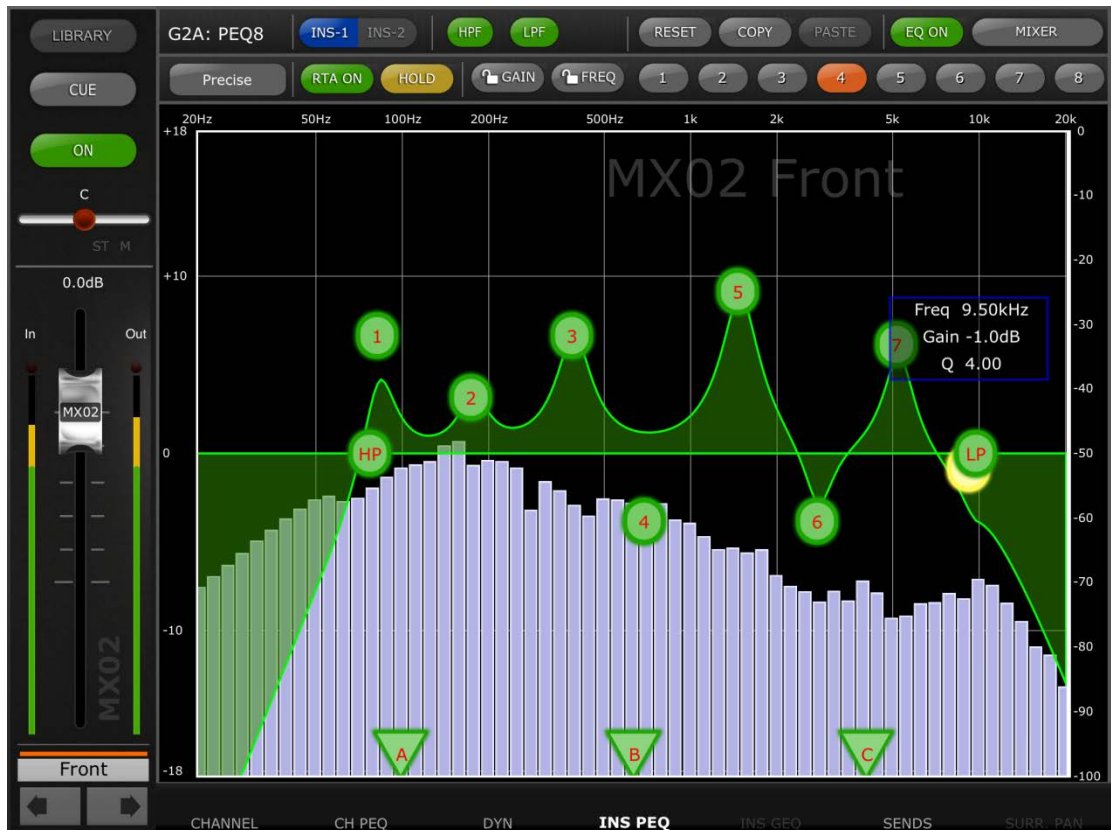 LIBRARY
G2A: PEQ8 INS-1 INS-2 HPF LPF RESET COPY PASTE EQ ON MIXER
CUE
Precise RTA ON HOLD GAIN FREQ 1 2 3 4 5 6 7 8
ON
20Hz 50Hz 100Hz 200Hz 500Hz 1k 2k 5k 10k 20k
+18 0
MX02 Front
C
-10
ST M
-20
0.0dB
+10
5
Freq 9.50kHz
Gain -1.0dB
Q 4.00
In Out
-30
1 3 7
-40
MX02
2
0 HP LP -50
4 6
-60
-70
-10
-80
MX02
-90
A B C
Front
-18 -100
CHANNEL CH PEQ DYN INS PEQ INS GEQ SENDS SURR. PAN